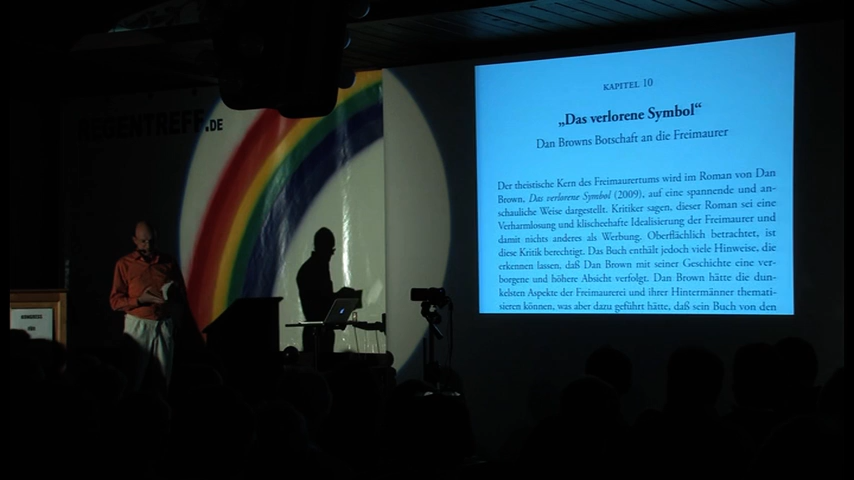 REGENTREFF.DE
KAPITEL 10
„Das verlorene Symbol“
Dan Browns Botschaft an die Freimaurer
Der theistische Kern des Freimaurertums wird im Roman von Dan
Brown, Das verlorene Symbol (2009), auf eine spannende und an-
schauliche Weise dargestellt. Kritiker sagen, dieser Roman sei eine
Verharmlosung und klischeehafte Idealisierung der Freimaurer und
damit nichts anderes als Werbung. Oberflächlich betrachtet, ist
diese Kritik berechtigt. Das Buch enthält jedoch viele Hinweise, die
erkennen lassen, daß Dan Brown mit seiner Geschichte eine ver-
borgene und höhere Absicht verfolgt. Dan Brown hätte die dun-
kelsten Aspekte der Freimaurerei und ihrer Hintermänner themati-
sieren können, was aber dazu geführt hätte, daß sein Buch von den
KONGRESS